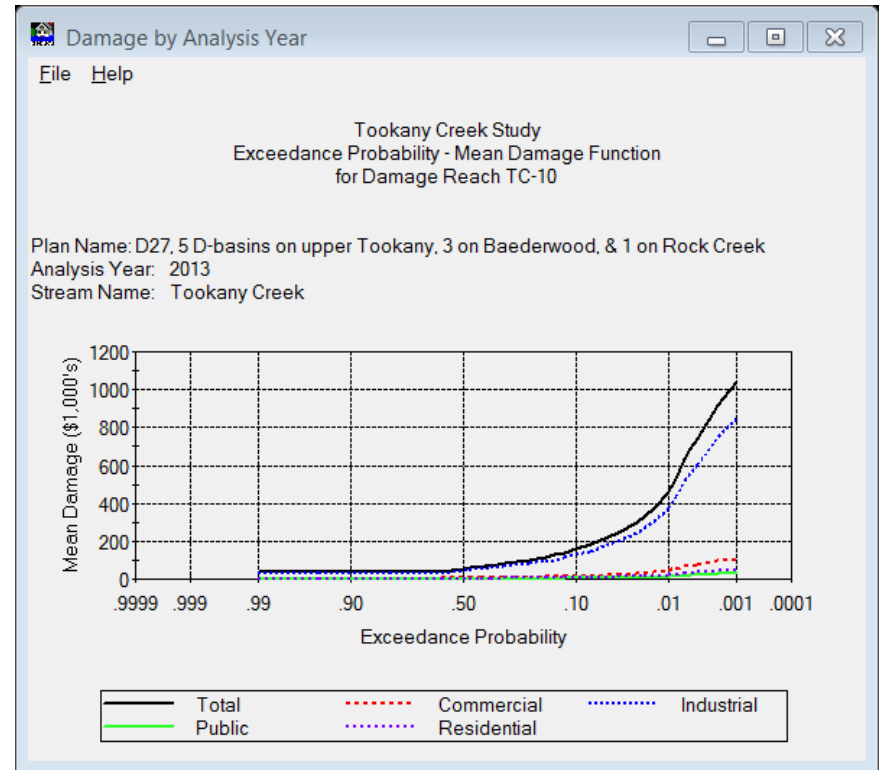 Damage by Analysis Year
File Help
Tookany Creek Study
Exceedance Probability - Mean Damage Function
for Damage Reach TC-10
Plan Name: D27, 5 D-basins on upper Tookany, 3 on Baederwood, & 1 on Rock Creek
Analysis Year: 2013
Stream Name: Tookany Creek
Mean Damage ($1,000's)
1200
1000
800
600
400
200
0
.9999 .999 .99 .90 .50 .10 .01 .001 .0001
Exceedance Probability
Total Commercial Industrial
Public Residential